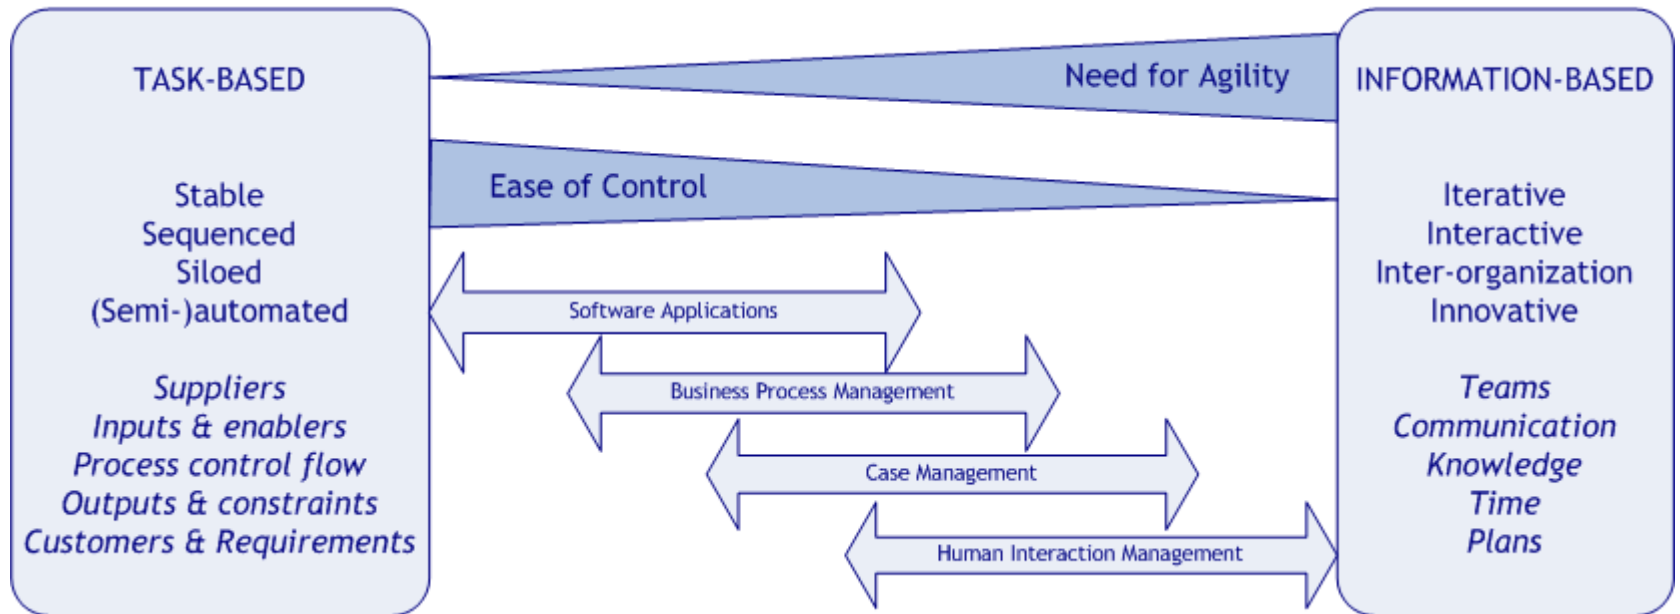 TASK-BASED
Stable
Sequenced
Siloed
(Semi-)automated
Suppliers
Inputs & enablers
Process control flow
Outputs & constraints
Customers & Requirements
Need for Agility
Ease of Control
Software Applications
Business Process Management
Case Management
Human Interaction Management
INFORMATION-BASED
Iterative
Interactive
Inter-organization
Innovative
Teams
Communication
Knowledge
Time
Plans